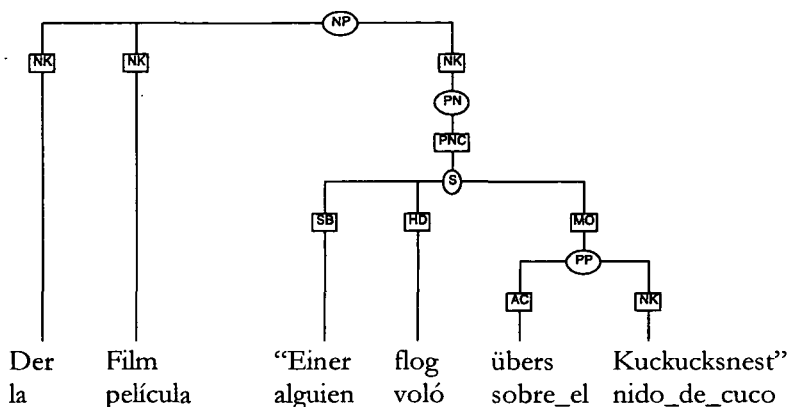 NP
NK NK NK
PN
PNC
S
SB HD MO
PP
AC NK
Der Film “Einer flog übers Kuckucksnest”
la película alguien voló sobre_el nido_de_cuco